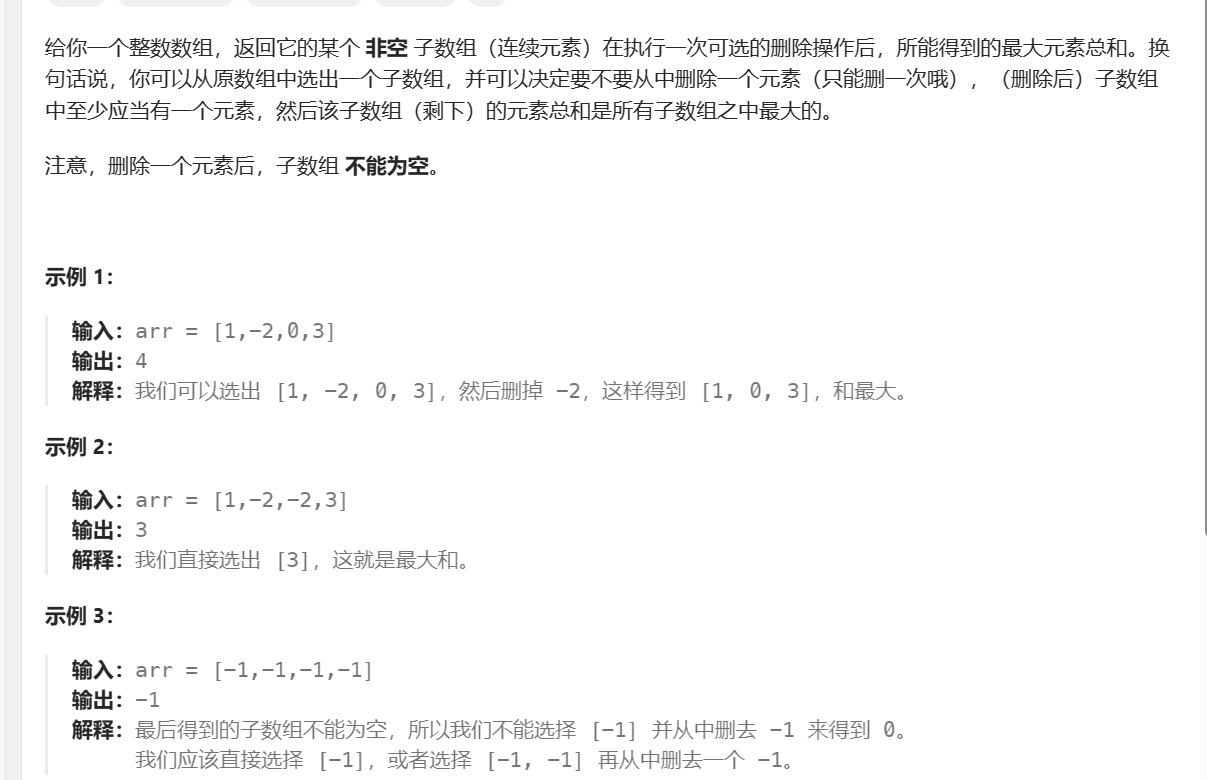 给你一个整数数组，返回它的某个 非空 子数组（连续元素）在执行一次可选的删除操作后，所能得到的最大元素总和。换
句话说，你可以从原数组中选出一个子数组，并可以决定要不要从中删除一个元素（只能删一次哦），（删除后）子数组
中至少应当有一个元素，然后该子数组（剩下）的元素总和是所有子数组之中最大的。
注意，删除一个元素后，子数组 不能为空。
示例 1：
输入：arr = [1,-2,0,3]
输出：4
解释：我们可以选出 [1, -2, 0, 3]，然后删掉 -2，这样得到 [1, 0, 3]，和最大。
示例 2：
输入：arr = [1,-2,-2,3]
输出：3
解释：我们直接选出 [3]，这就是最大和。
示例 3：
输入：arr = [-1,-1,-1,-1]
输出：-1
解释：最后得到的子数组不能为空，所以我们不能选择 [-1] 并从中删去 -1 来得到 0。
我们应该直接选择 [-1]，或者选择 [-1, -1] 再从中删去一个 -1。